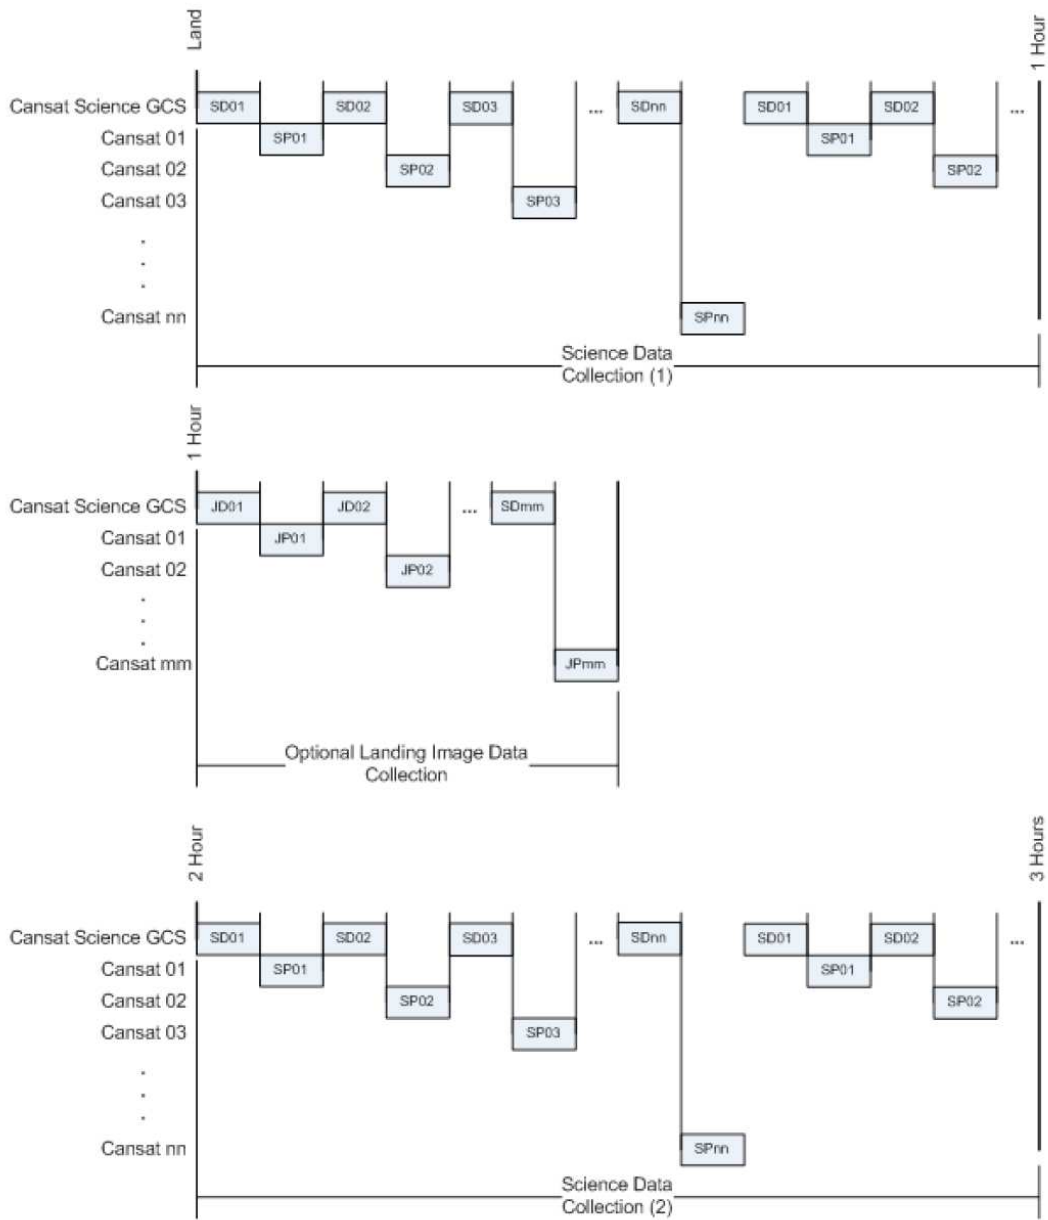 Land
1 Hour
Cansat Science GCS SD01 SD02 SD03 ... SDnn SD01 SD02 ...
Cansat 01 SP01 SP01
Cansat 02 SP02 SP02
Cansat 03 SP03
.
.
.
Cansat nn SPnn
Science Data
Collection (1)
1 Hour
Cansat Science GCS JD01 JD02 ... SDmm
Cansat 01 JP01
Cansat 02 JP02
.
.
.
Cansat mm JPmm
Optional Landing Image Data
Collection
2 Hour
3 Hours
Cansat Science GCS SD01 SD02 SD03 ... SDnn SD01 SD02 ...
Cansat 01 SP01 SP01
Cansat 02 SP02 SP02
Cansat 03 SP03
.
.
.
Cansat nn SPnn
Science Data
Collection (2)